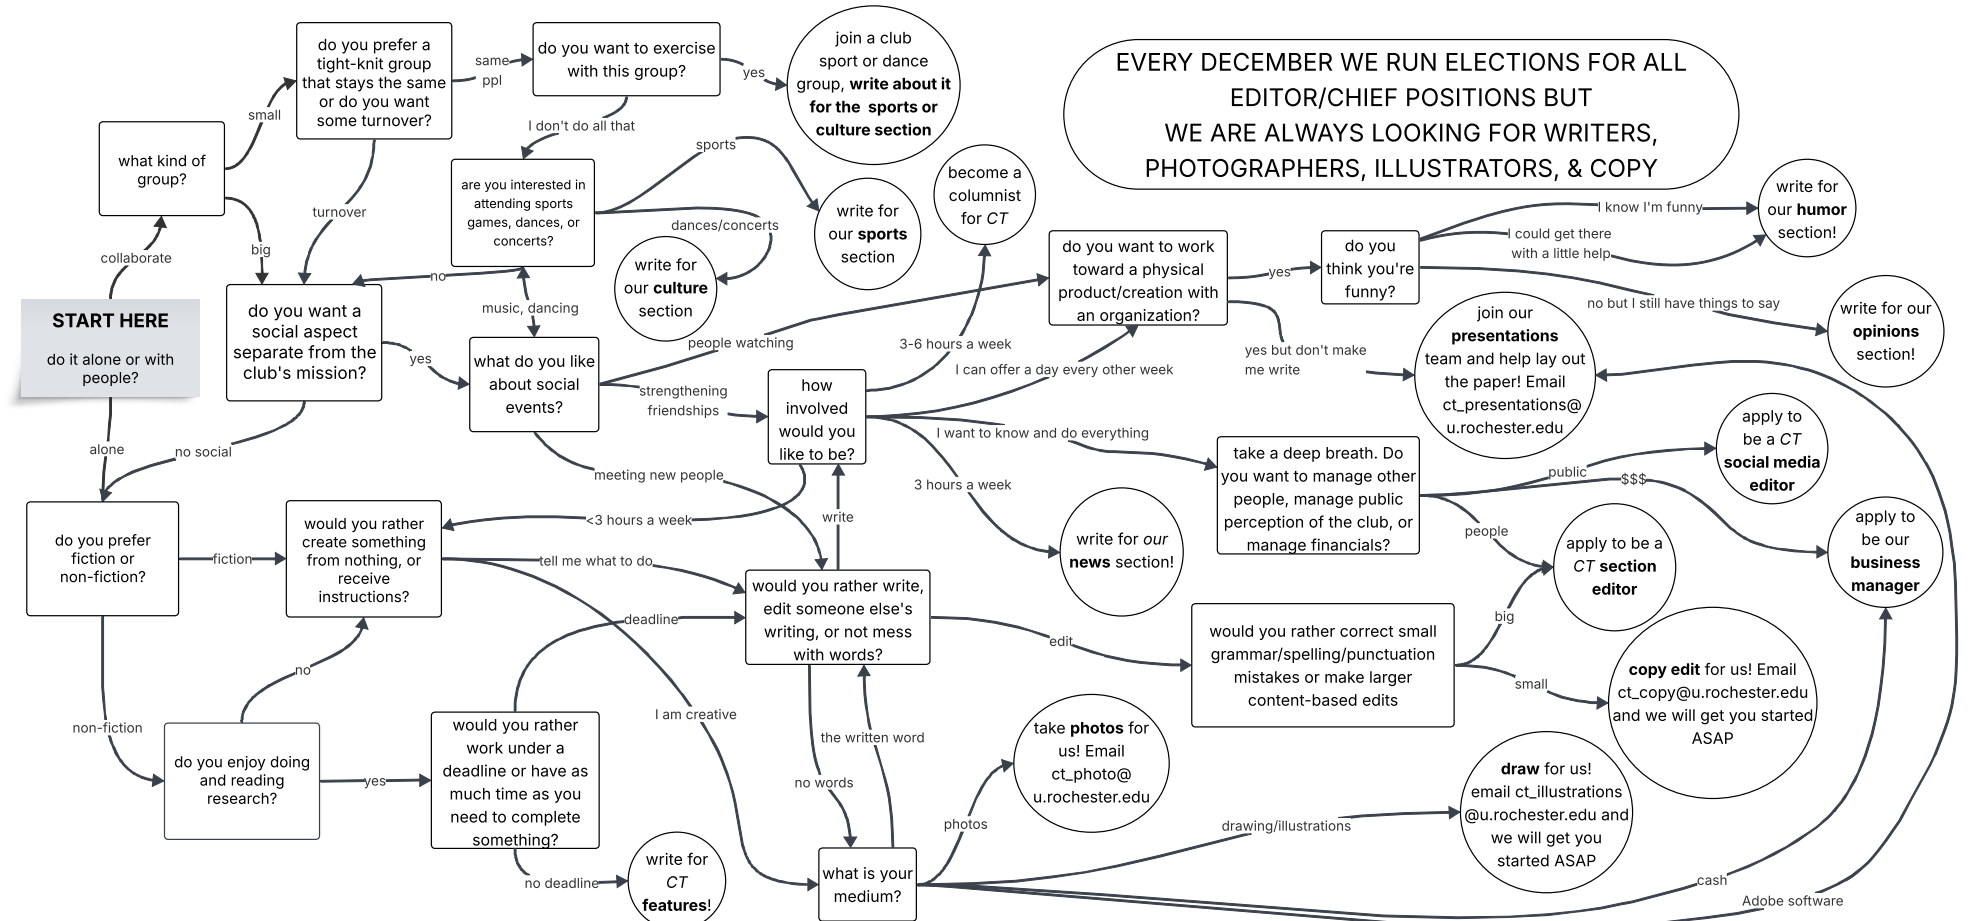 do you prefer a
tight-knit group
that stays the same
or do you want
some turnover?
same
ppl
do you want to exercise
with this group?
yes
join a club
sport or dance
group, write about it
for the sports or
culture section
EVERY DECEMBER WE RUN ELECTIONS FOR ALL
EDITOR/CHIEF POSITIONS BUT
WE ARE ALWAYS LOOKING FOR WRITERS,
PHOTOGRAPHERS, ILLUSTRATORS, & COPY
small
I don't do all that
what kind of
group?
are you interested in
attending sports
games, dances, or
concerts?
sports
dances/concerts
write for
our sports
section
become a
columnist
for CT
write for
our humor
section!
I know I'm funny
I could get there
with a little help
turnover
big
collaborate
no
music, dancing
write for
our culture
section
do you want to work
toward a physical
product/creation with
an organization?
yes
do you
think you're
funny?
no but I still have things to say
write for our
opinions
section!
START HERE
do it alone or with
people?
do you want a
social aspect
separate from the
club's mission?
yes
what do you like
about social
events?
people watching
strengthening
friendships
how
involved
would you
like to be?
3-6 hours a week
I can offer a day every other week
yes but don't make
me write
join our
presentations
team and help lay out
the paper! Email
ct_presentations@
u.rochester.edu
alone
no social
meeting new people
I want to know and do everything
3 hours a week
take a deep breath. Do
you want to manage other
people, manage public
perception of the club, or
manage financials?
public
$$$
people
apply to
be a CT
social media
editor
do you prefer
fiction or
non-fiction?
fiction
would you rather
create something
from nothing, or
receive
instructions?
<3 hours a week
write
tell me what to do
would you rather write,
edit someone else's
writing, or not mess
with words?
write for our
news section!
apply to be a
CT section
editor
apply to
be our
business
manager
deadline
edit
would you rather correct small
grammar/spelling/punctuation
mistakes or make larger
content-based edits
big
small
copy edit for us! Email
ct_copy@u.rochester.edu
and we will get you started
ASAP
no
non-fiction
do you enjoy doing
and reading
research?
yes
would you rather
work under a
deadline or have as
much time as you
need to complete
something?
I am creative
the written word
no words
take photos for
us! Email
ct_photo@
u.rochester.edu
draw for us!
email ct_illustrations
@u.rochester.edu and
we will get you
started ASAP
no deadline
write for
CT
features!
what is your
medium?
photos
drawing/illustrations
cash
Adobe software